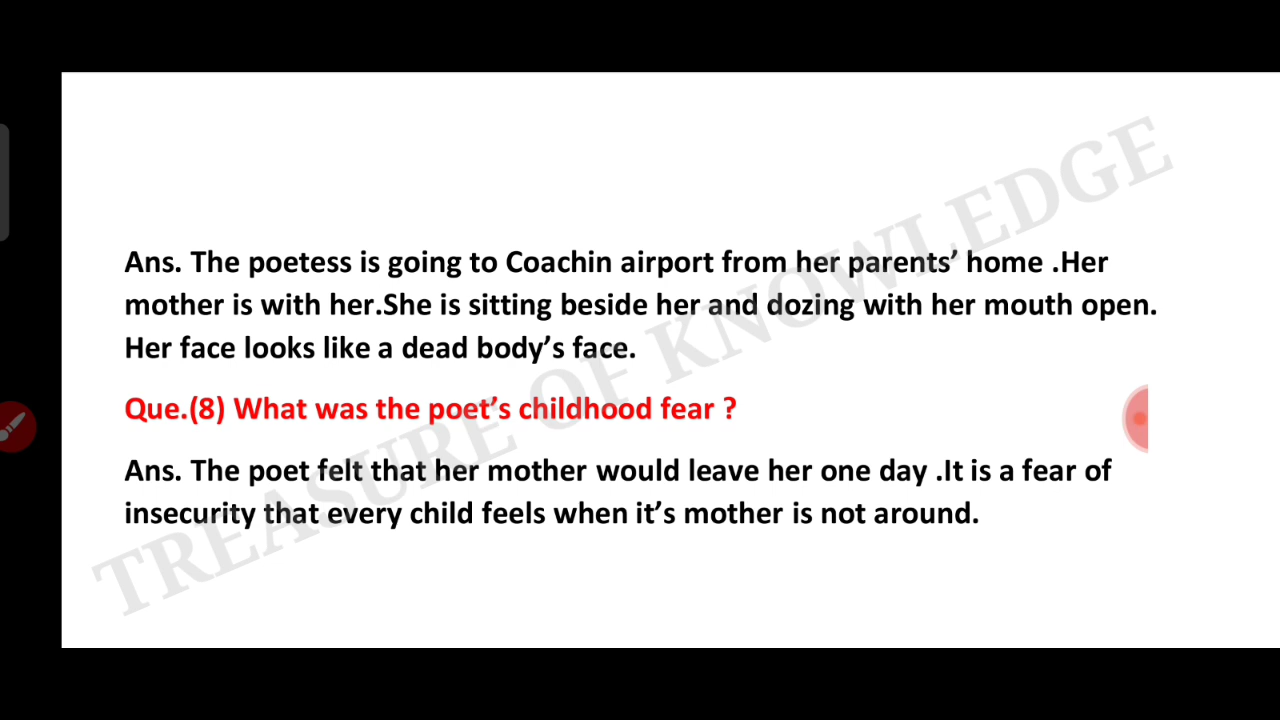 Ans. The poetess is going to Coachin airport from her parents’ home .Her
mother is with her.She is sitting beside her and dozing with her mouth open.
Her face looks like a dead body’s face.
Que.(8) What was the poet’s childhood fear ?
Ans. The poet felt that her mother would leave her one day .It is a fear of
insecurity that every child feels when it’s mother is not around.
TREASURE OF KNOWLEDGE